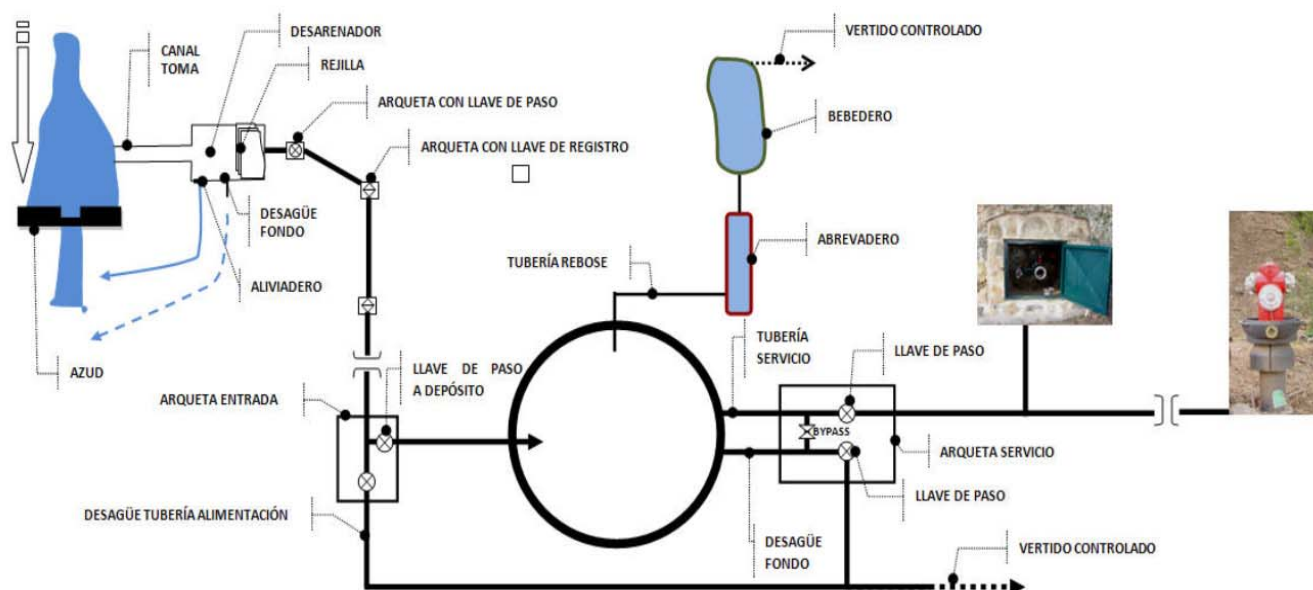 VERTIDO CONTROLADO
DESARENADOR
CANAL
TOMA
REJILLA
ARQUETA CON LLAVE DE PASO
BEBEDERO
ARQUETA CON LLAVE DE REGISTRO
DESAGÜE
FONDO
ABREVADERO
TUBERÍA REBOSE
ALIVIADERO
TUBERÍA
SERVICIO
LLAVE DE PASO
AZUD
LLAVE DE PASO
A DEPÓSITO
ARQUETA ENTRADA
BYPASS
ARQUETA SERVICIO
LLAVE DE PASO
DESAGÜE TUBERÍA ALIMENTACIÓN
DESAGÜE
FONDO
VERTIDO CONTROLADO